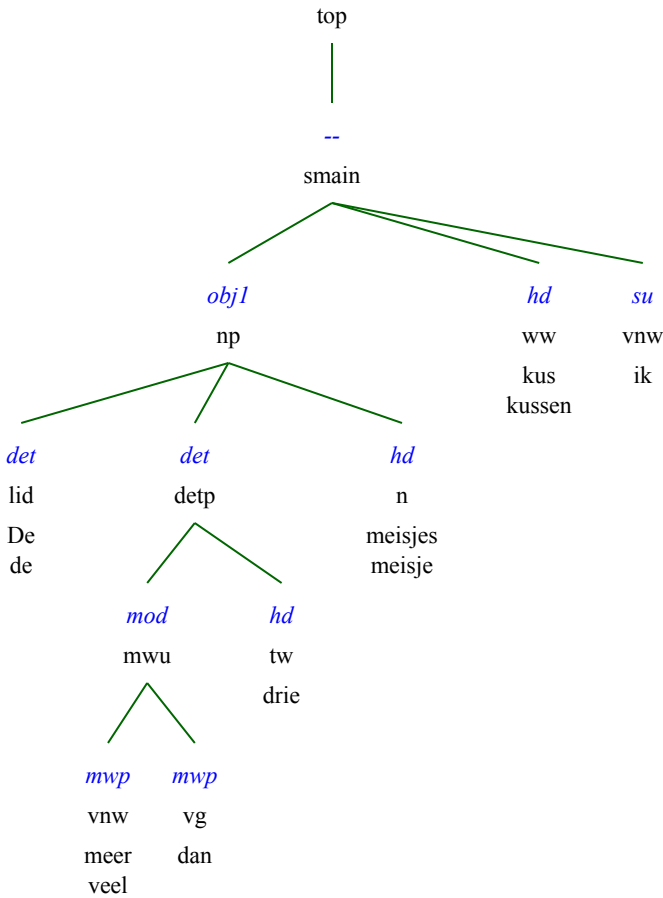 top
--
smain
obj1 hd su
np ww vnw
kus ik
kussen
det det hd
lid detp n
De meisjes
de meisje
mod hd
mwu tw
drie
mwp mwp
vnw vg
meer dan
veel